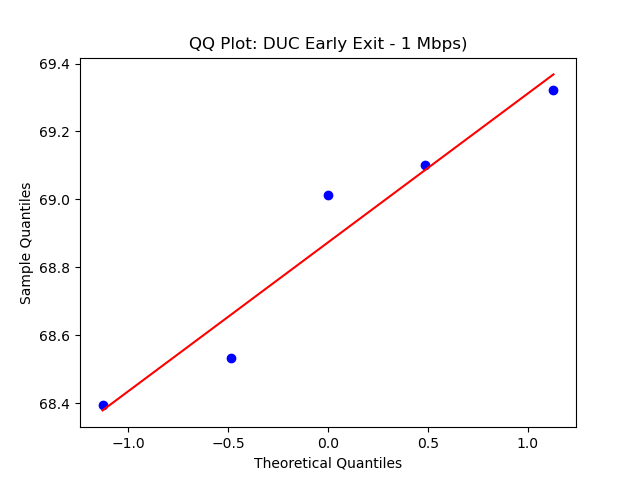 QQ Plot: DUC Early Exit - 1 Mbps)
69.4
69.2
69.0
68.8
68.6
68.4
Sample Quantiles
−1.0 −0.5 0.0 0.5 1.0
Theoretical Quantiles